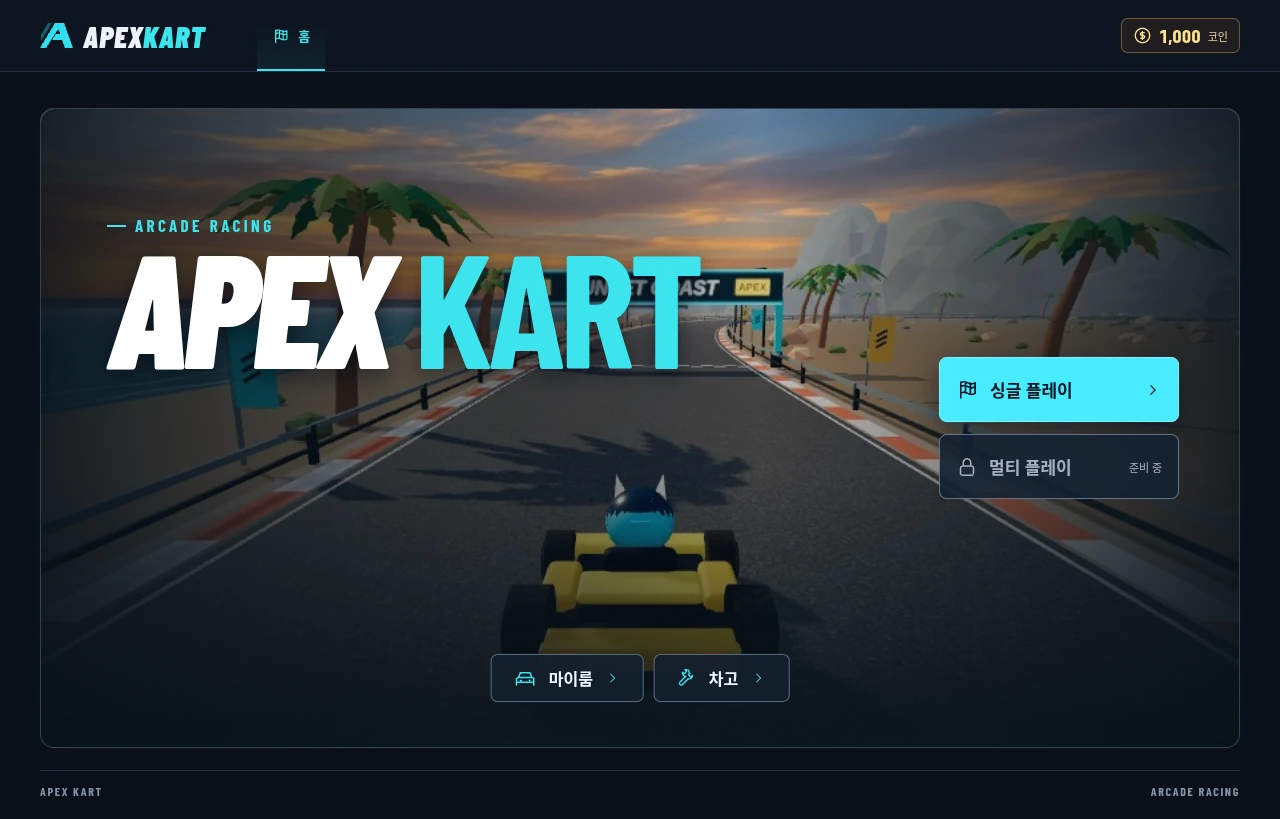 APEXKART
홈
1,000 코인
ARCADE RACING
APEX KART
APEX
싱글 플레이
멀티 플레이
준비 중
마이룸
차고
APEX KART
ARCADE RACING